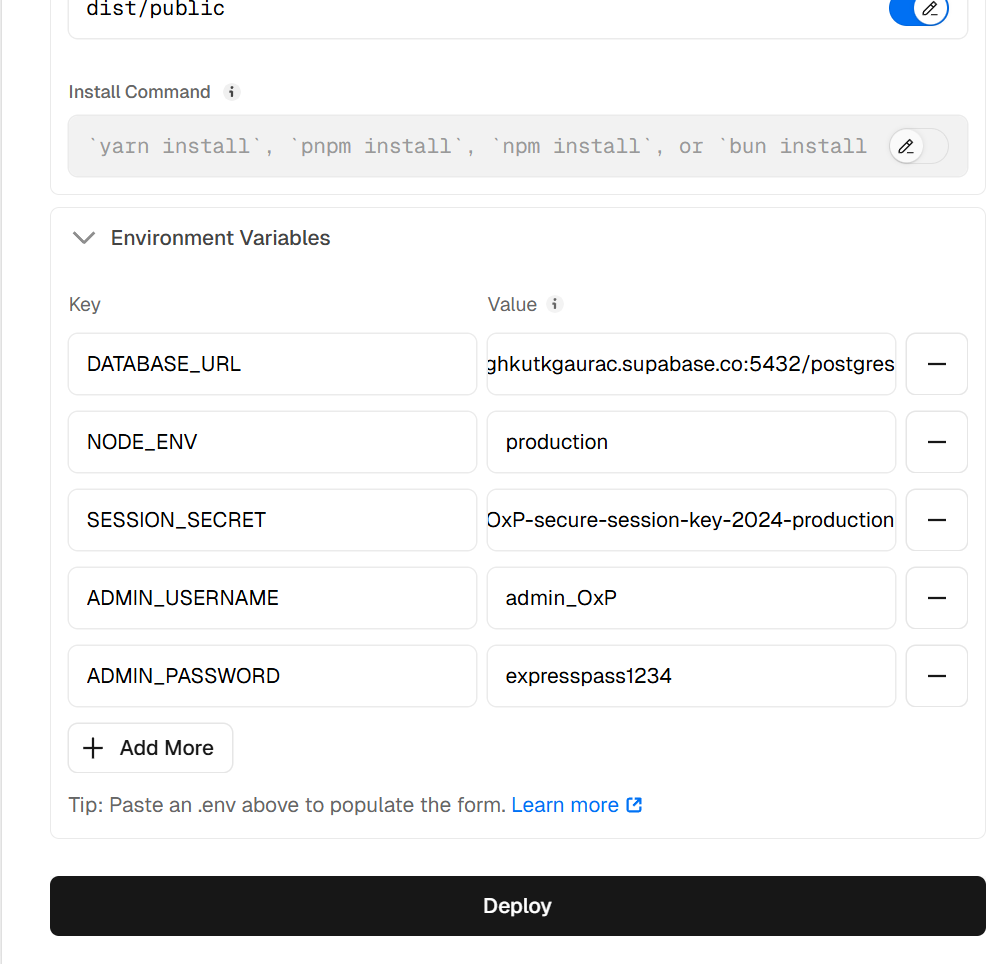 dist/public
Install Command
`yarn install`, `pnpm install`, `npm install`, or `bun install
Environment Variables
Key Value
DATABASE_URL ghkutkgaurac.supabase.co:5432/postgres
NODE_ENV production
SESSION_SECRET OxP-secure-session-key-2024-production
ADMIN_USERNAME admin_OxP
ADMIN_PASSWORD expresspass1234
Add More
Tip: Paste an .env above to populate the form. Learn more
Deploy